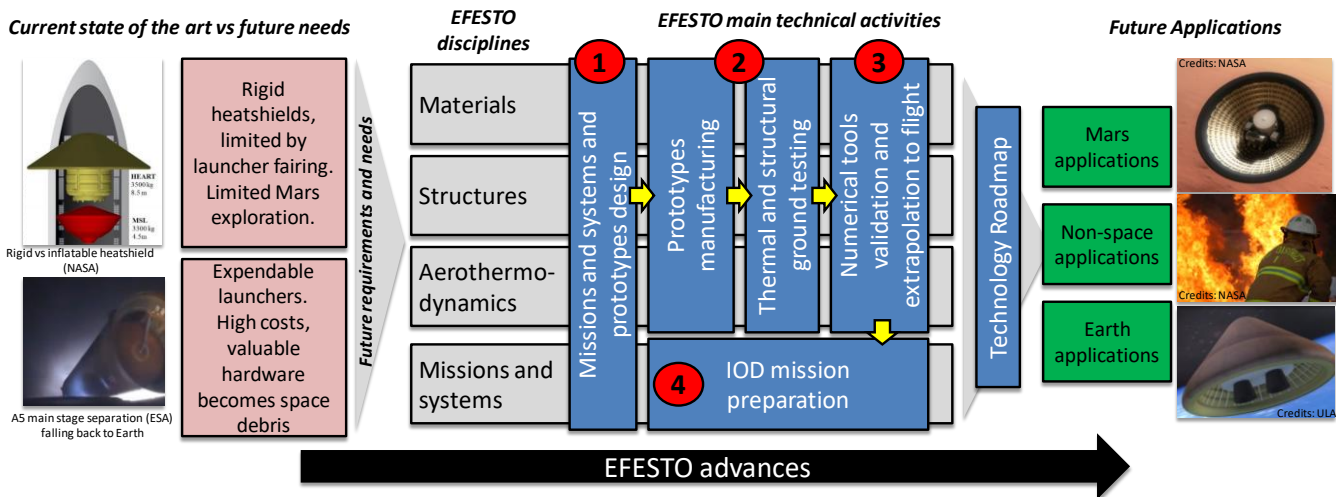 Current state of the art vs future needs
EFESTO
disciplines
EFESTO main technical activities
Future Applications
HEART
3500 kg
8.5 m
MSL
3300 kg
4.5m
Rigid vs inflatable heatshield
(NASA)
A5 main stage separation (ESA)
falling back to Earth
Rigid
heatshields,
limited by
launcher fairing.
Limited Mars
exploration.
Expendable
launchers.
High costs,
valuable
hardware
becomes space
debris
Future requirements and needs
Materials
Structures
Aerothermo-
dynamics
Missions and
systems
1
Missions and systems and
prototypes design
2
Prototypes
manufacturing
Thermal and structural
ground testing
3
Numerical tools
validation and
extrapolation to flight
4
IOD mission
preparation
Technology Roadmap
Mars
applications
Non-space
applications
Earth
applications
Credits: NASA
Credits: NASA
Credits: ULA
EFESTO advances